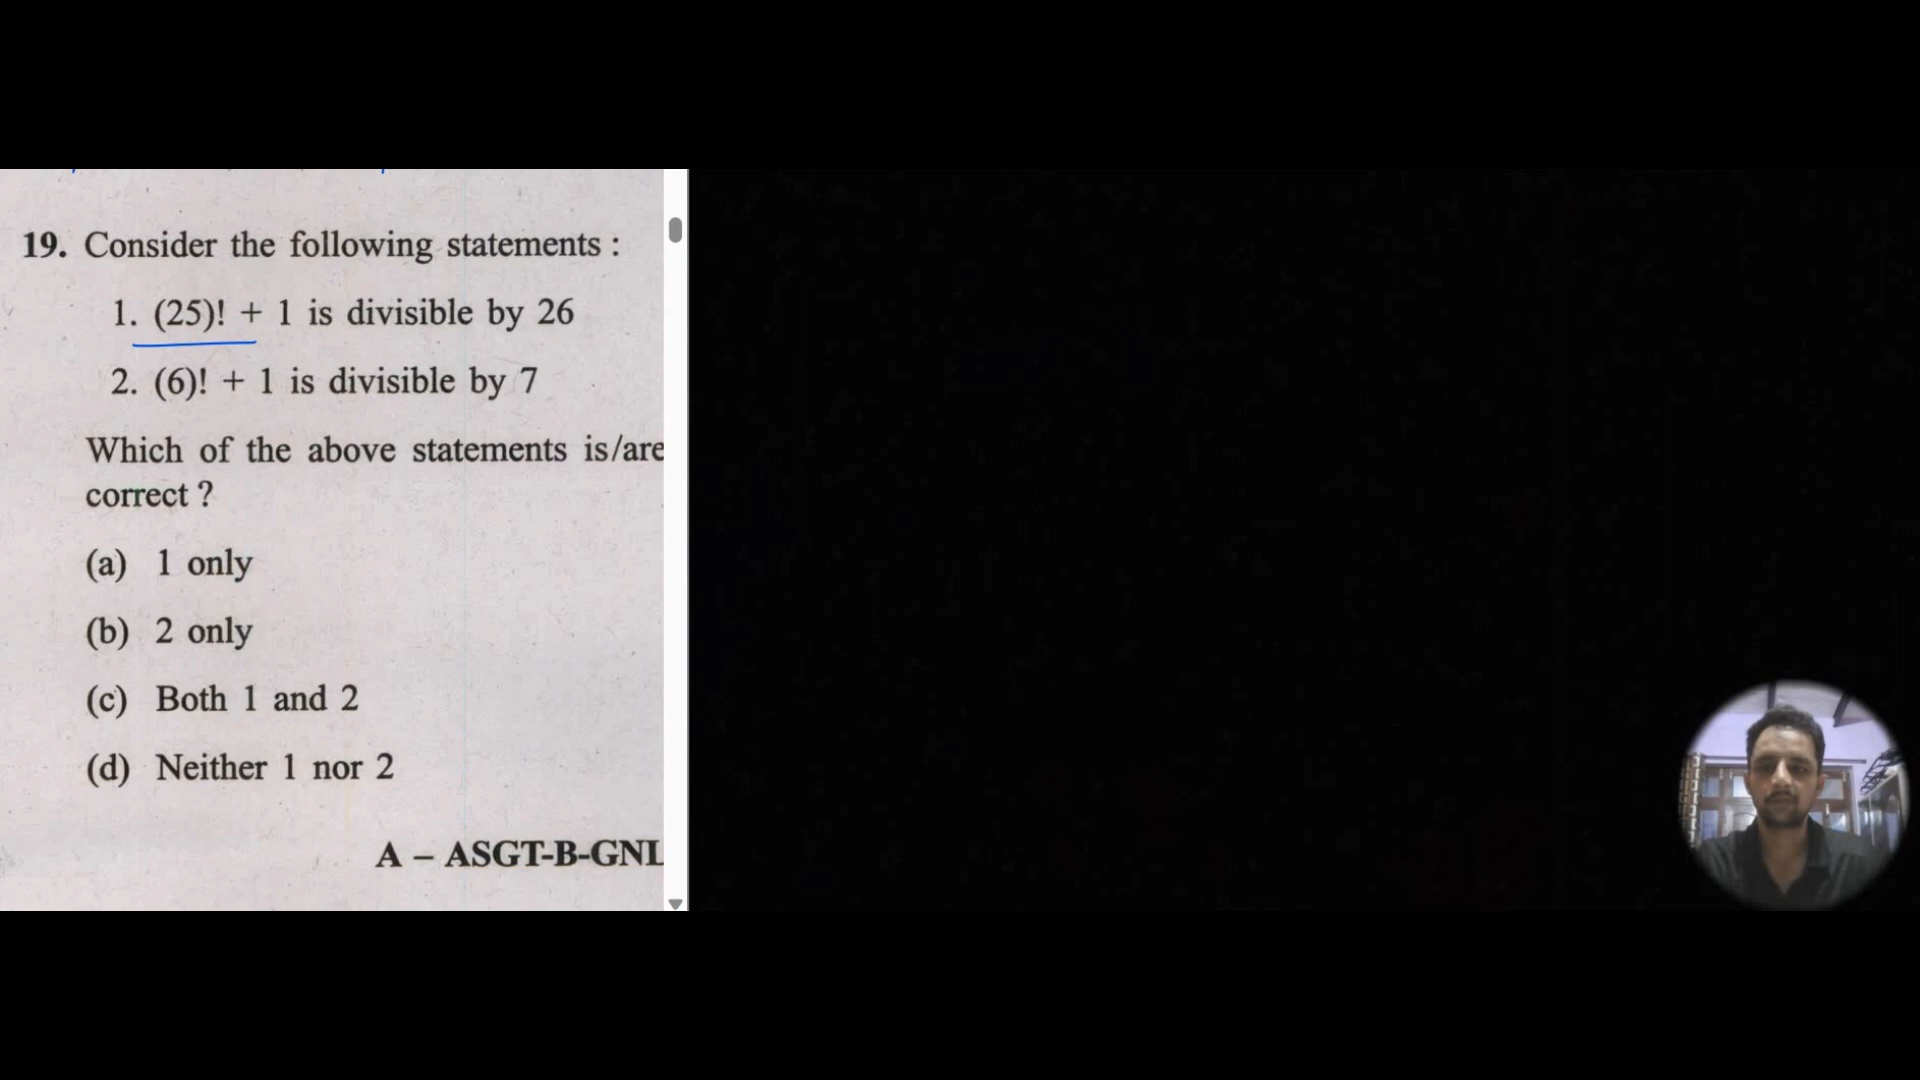 19. Consider the following statements :
1. (25)! + 1 is divisible by 26
2. (6)! + 1 is divisible by 7
Which of the above statements is/are
correct ?
(a) 1 only
(b) 2 only
(c) Both 1 and 2
(d) Neither 1 nor 2
A – ASGT-B-GNL